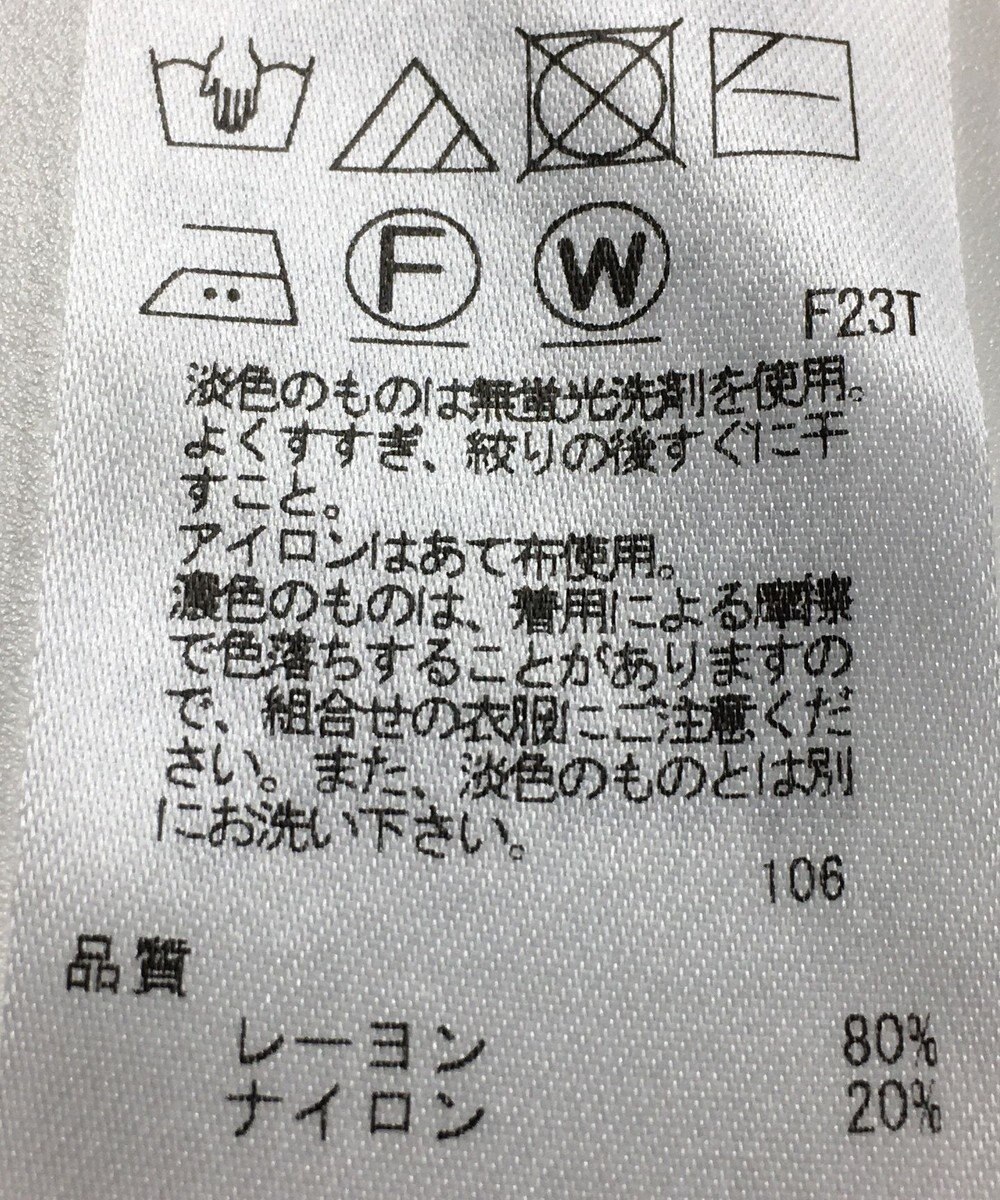 F W
F23T
淡色のものは無蛍光洗剤を使用。
よくすすぎ、絞りの後すぐに干
すこと。
アイロンはあて布使用。
濃色のものは、着用による摩擦
で色落ちすることがありますの
で、組合せの衣服にご注意くだ
さい。また、淡色のものとは別
にお洗い下さい。
106
品質
レーヨン 80%
ナイロン 20%